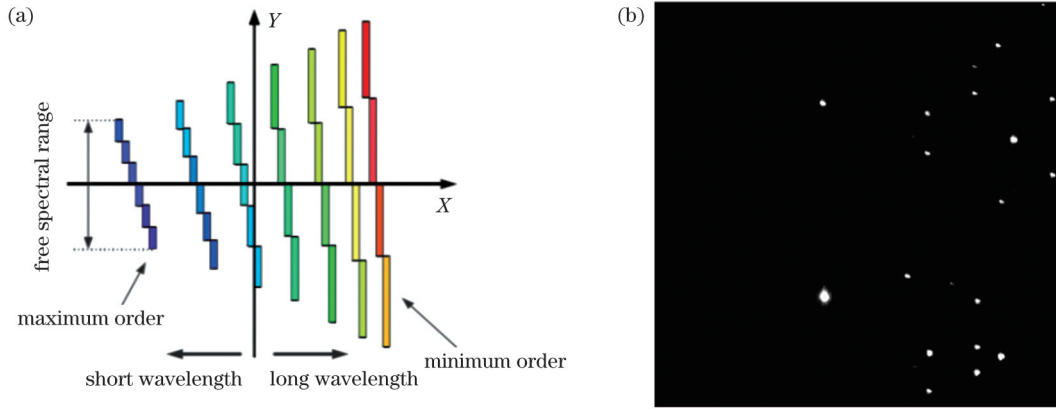 (a)
Y
free spectral range
X
maximum order
minimum order
short wavelength
long wavelength
(b)